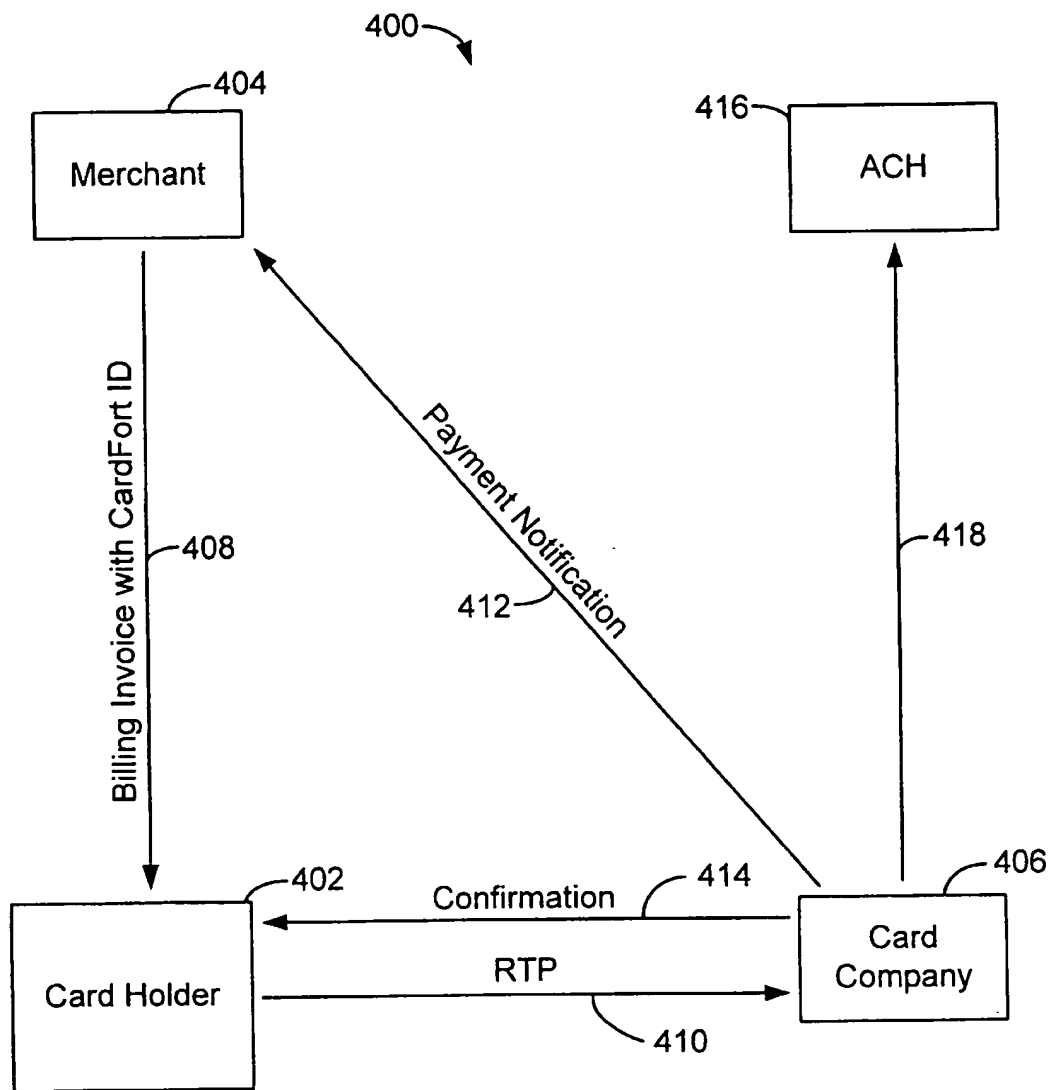 400
404
416
Merchant
ACH
Billing Invoice with CardFort ID
408
Payment Notification
412
418
402
414
406
Confirmation
Card
Company
RTP
Card Holder
410